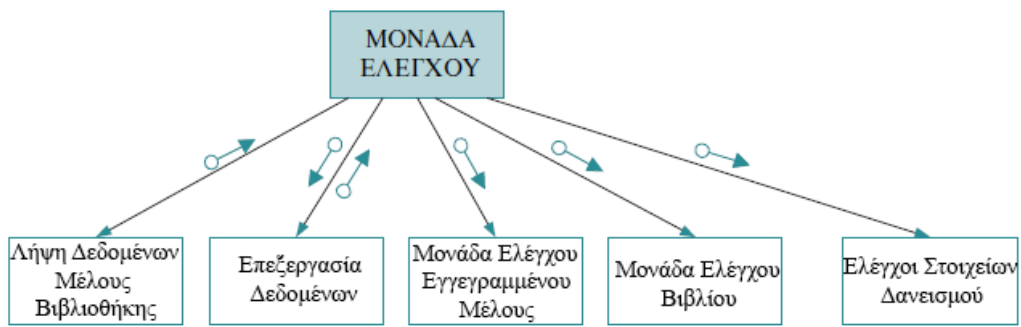 ΜΟΝΑΔΑ
ΕΛΕΓΧΟΥ
Λήψη Δεδομένων
Μέλους
Βιβλιοθήκης
Επεξεργασία
Δεδομένων
Μονάδα Ελέγχου
Εγγεγραμμένου
Μέλους
Μονάδα Ελέγχου
Βιβλίου
Ελέγχοι Στοιχείων
Δανεισμού